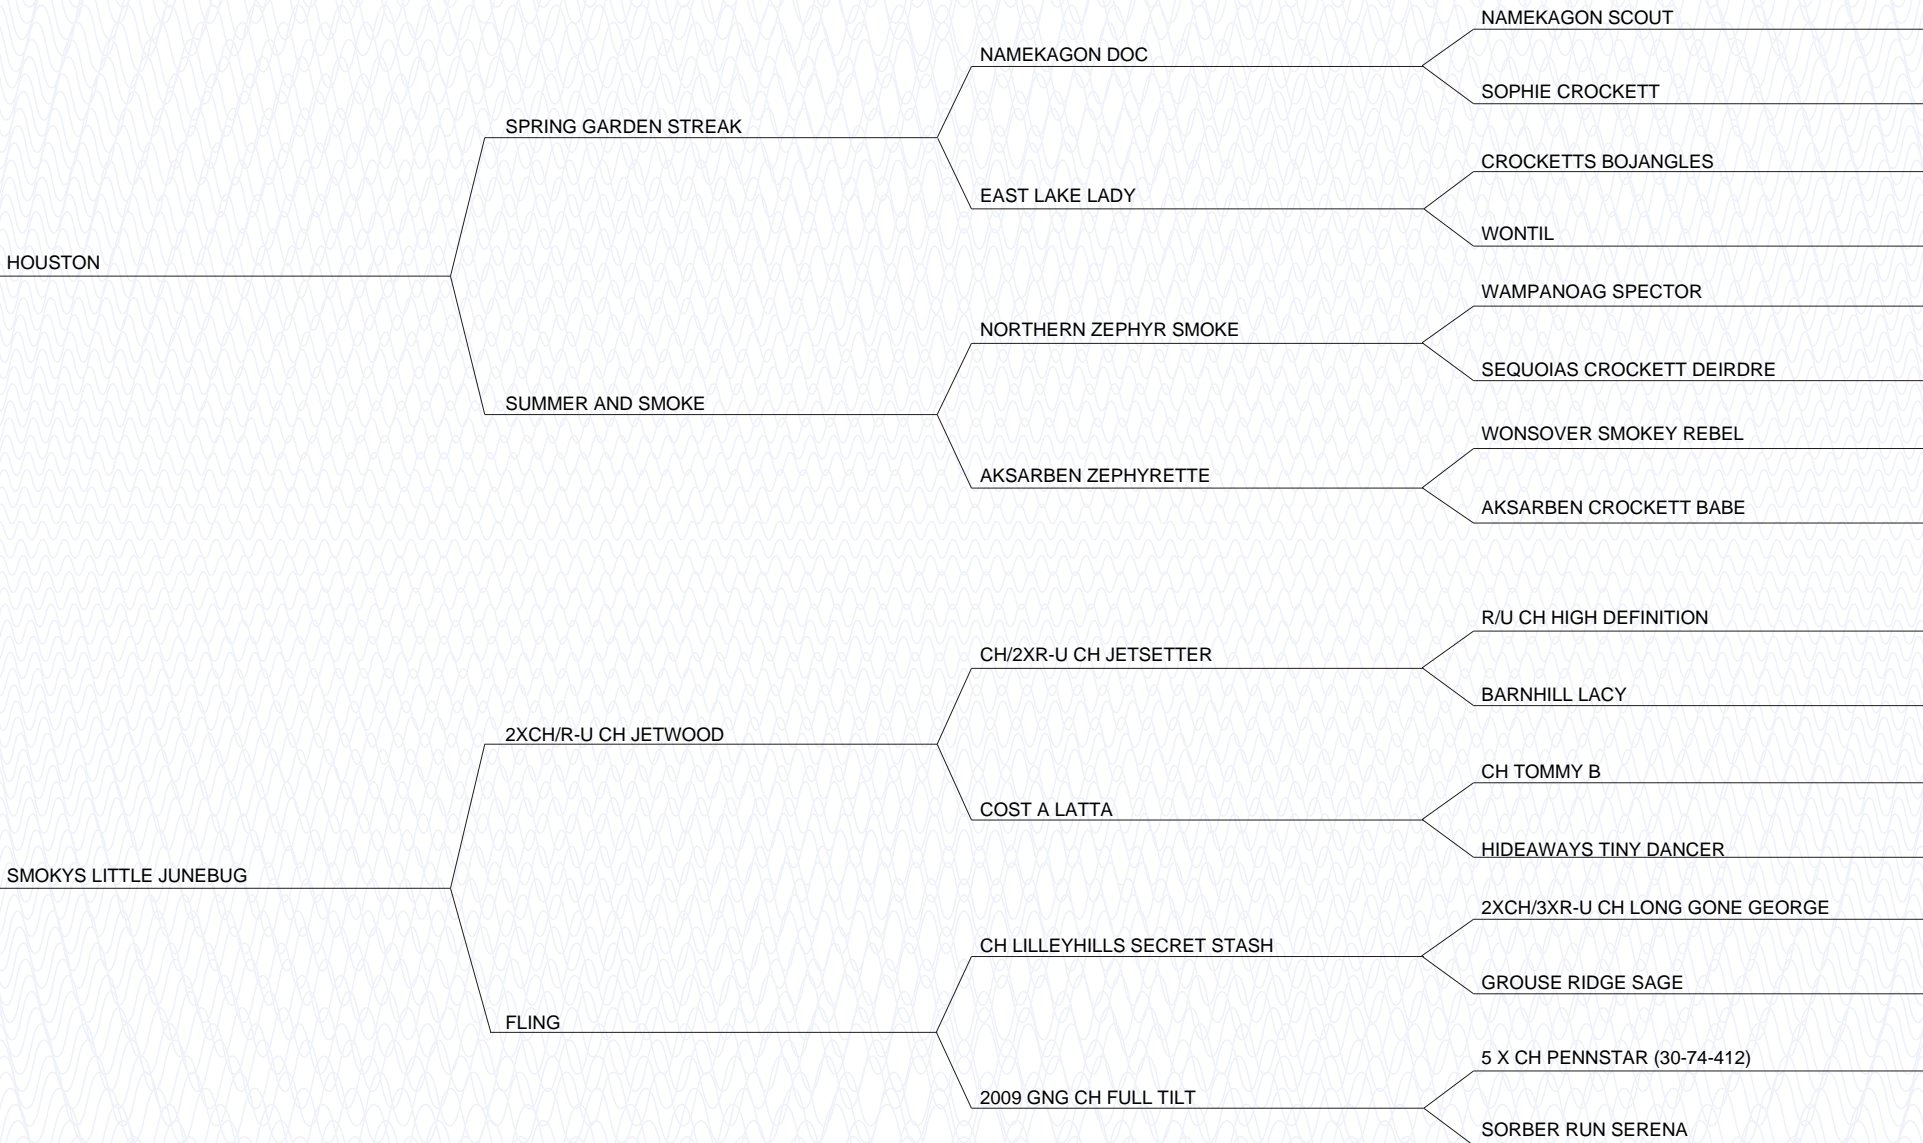 NAMEKAGON SCOUT
NAMEKAGON DOC
SOPHIE CROCKETT
SPRING GARDEN STREAK
CROCKETTS BOJANGLES
EAST LAKE LADY
WONTIL
HOUSTON
WAMPANOAG SPECTOR
NORTHERN ZEPHYR SMOKE
SEQUOIAS CROCKETT DEIRDRE
SUMMER AND SMOKE
WONSOVER SMOKEY REBEL
AKSARBEN ZEPHYRETTE
AKSARBEN CROCKETT BABE
R/U CH HIGH DEFINITION
CH/2XR-U CH JETSETTER
BARNHILL LACY
2XCH/R-U CH JETWOOD
CH TOMMY B
COST A LATTA
HIDEAWAYS TINY DANCER
SMOKYS LITTLE JUNEBUG
2XCH/3XR-U CH LONG GONE GEORGE
CH LILLEYHILLS SECRET STASH
GROUSE RIDGE SAGE
FLING
5 X CH PENNSTAR (30-74-412)
2009 GNG CH FULL TILT
SORBER RUN SERENA